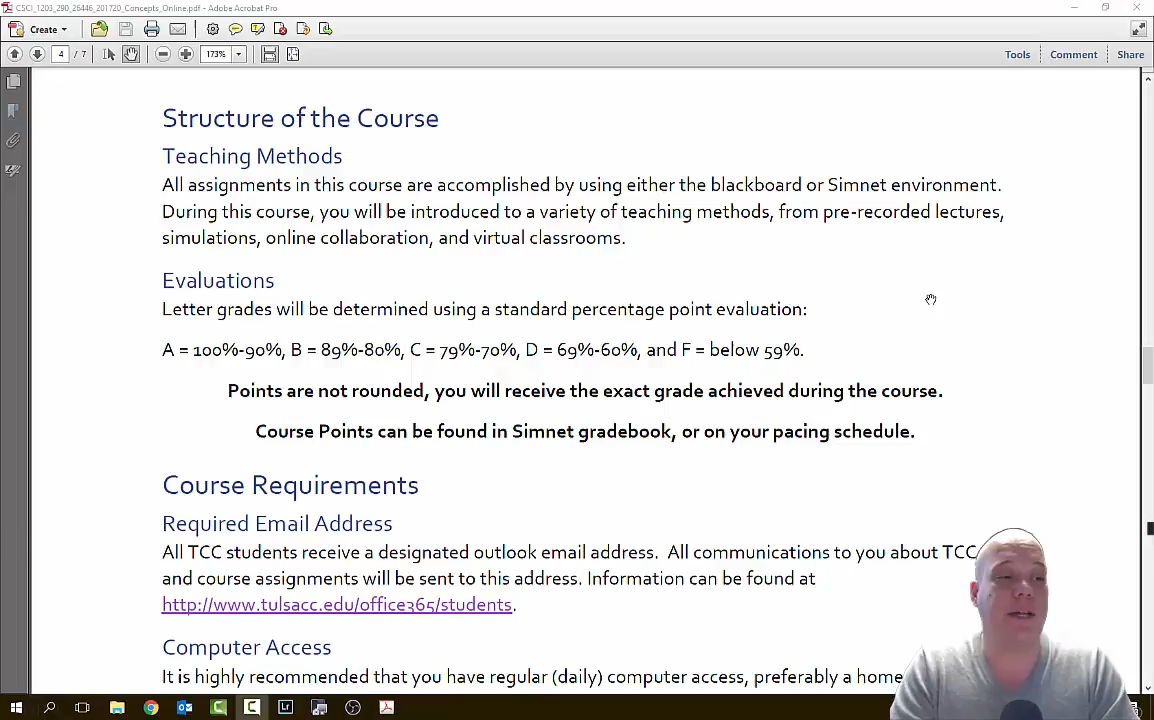 CSCI_1203_290_26446_201720_Concepts_Online.pdf - Adobe Acrobat Pro
Create
4 / 7 173% Tools Comment Share
Structure of the Course
Teaching Methods
All assignments in this course are accomplished by using either the blackboard or Simnet environment.
During this course, you will be introduced to a variety of teaching methods, from pre-recorded lectures,
simulations, online collaboration, and virtual classrooms.
Evaluations
Letter grades will be determined using a standard percentage point evaluation:
A = 100%-90%, B = 89%-80%, C = 79%-70%, D = 69%-60%, and F = below 59%.
Points are not rounded, you will receive the exact grade achieved during the course.
Course Points can be found in Simnet gradebook, or on your pacing schedule.
Course Requirements
Required Email Address
All TCC students receive a designated outlook email address. All communications to you about TCC
and course assignments will be sent to this address. Information can be found at
http://www.tulsacc.edu/office365/students.
Computer Access
It is highly recommended that you have regular (daily) computer access, preferably a home